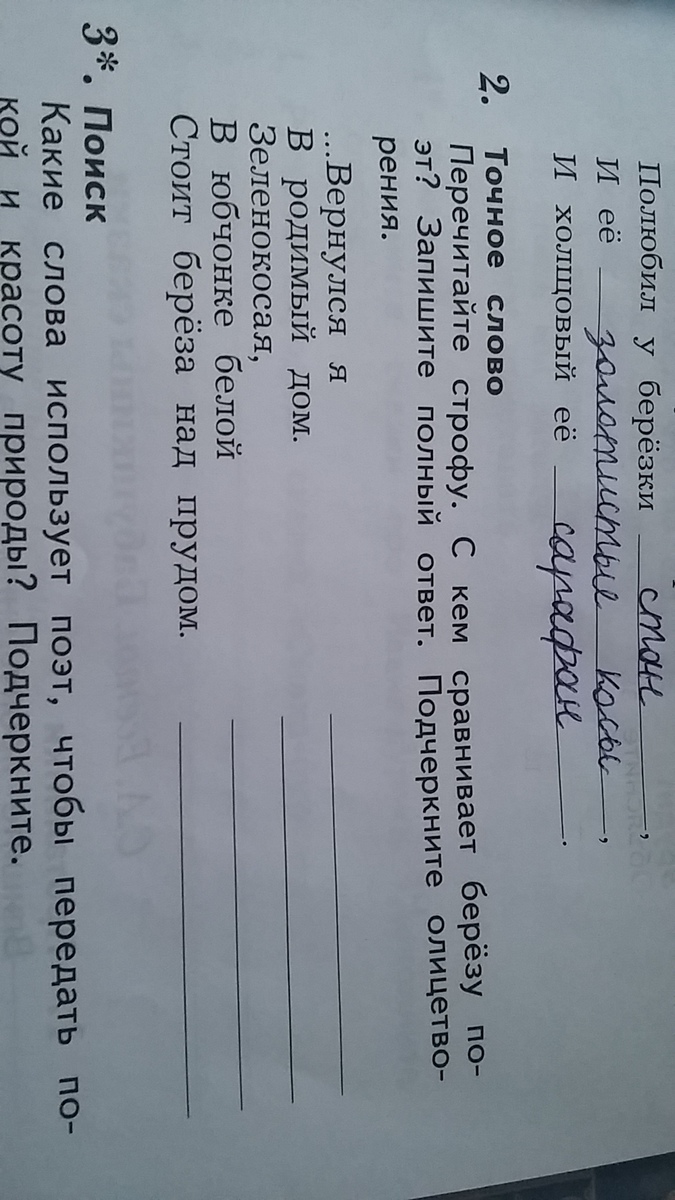 Полюбил у берёзки стан,
И её золотистые косы,
И холщовый её сарафан.
2. Точное слово
Перечитайте строфу. С кем сравнивает берёзу по-
эт? Запишите полный ответ. Подчеркните олицетво-
рения.
...Вернулся я
В родимый дом.
Зеленокосая,
В юбчонке белой
Стоит берёза над прудом.
3*. Поиск
Какие слова использует поэт, чтобы передать по-
кой и красоту природы? Подчеркните.